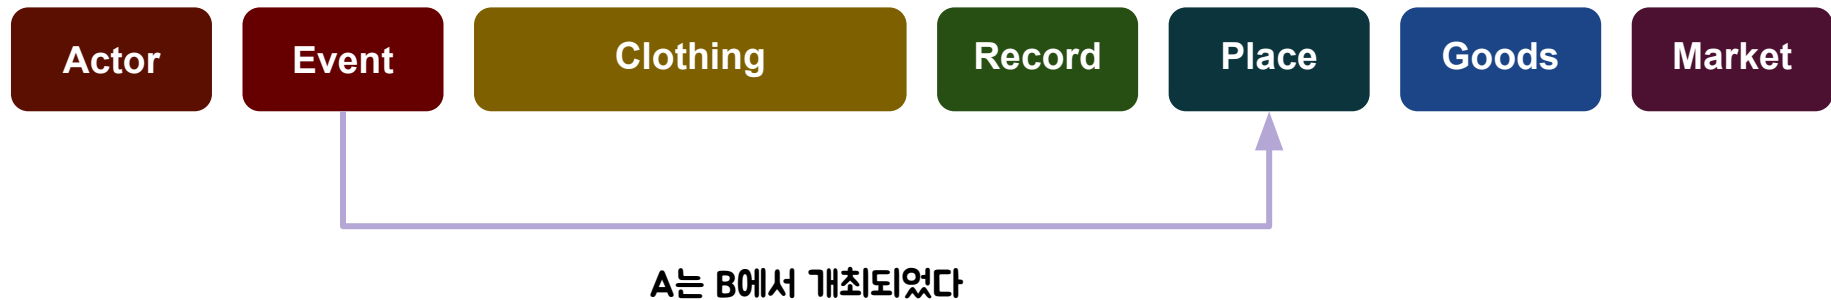 Actor Event Clothing Record Place Goods Market
A는 B에서 개최되었다